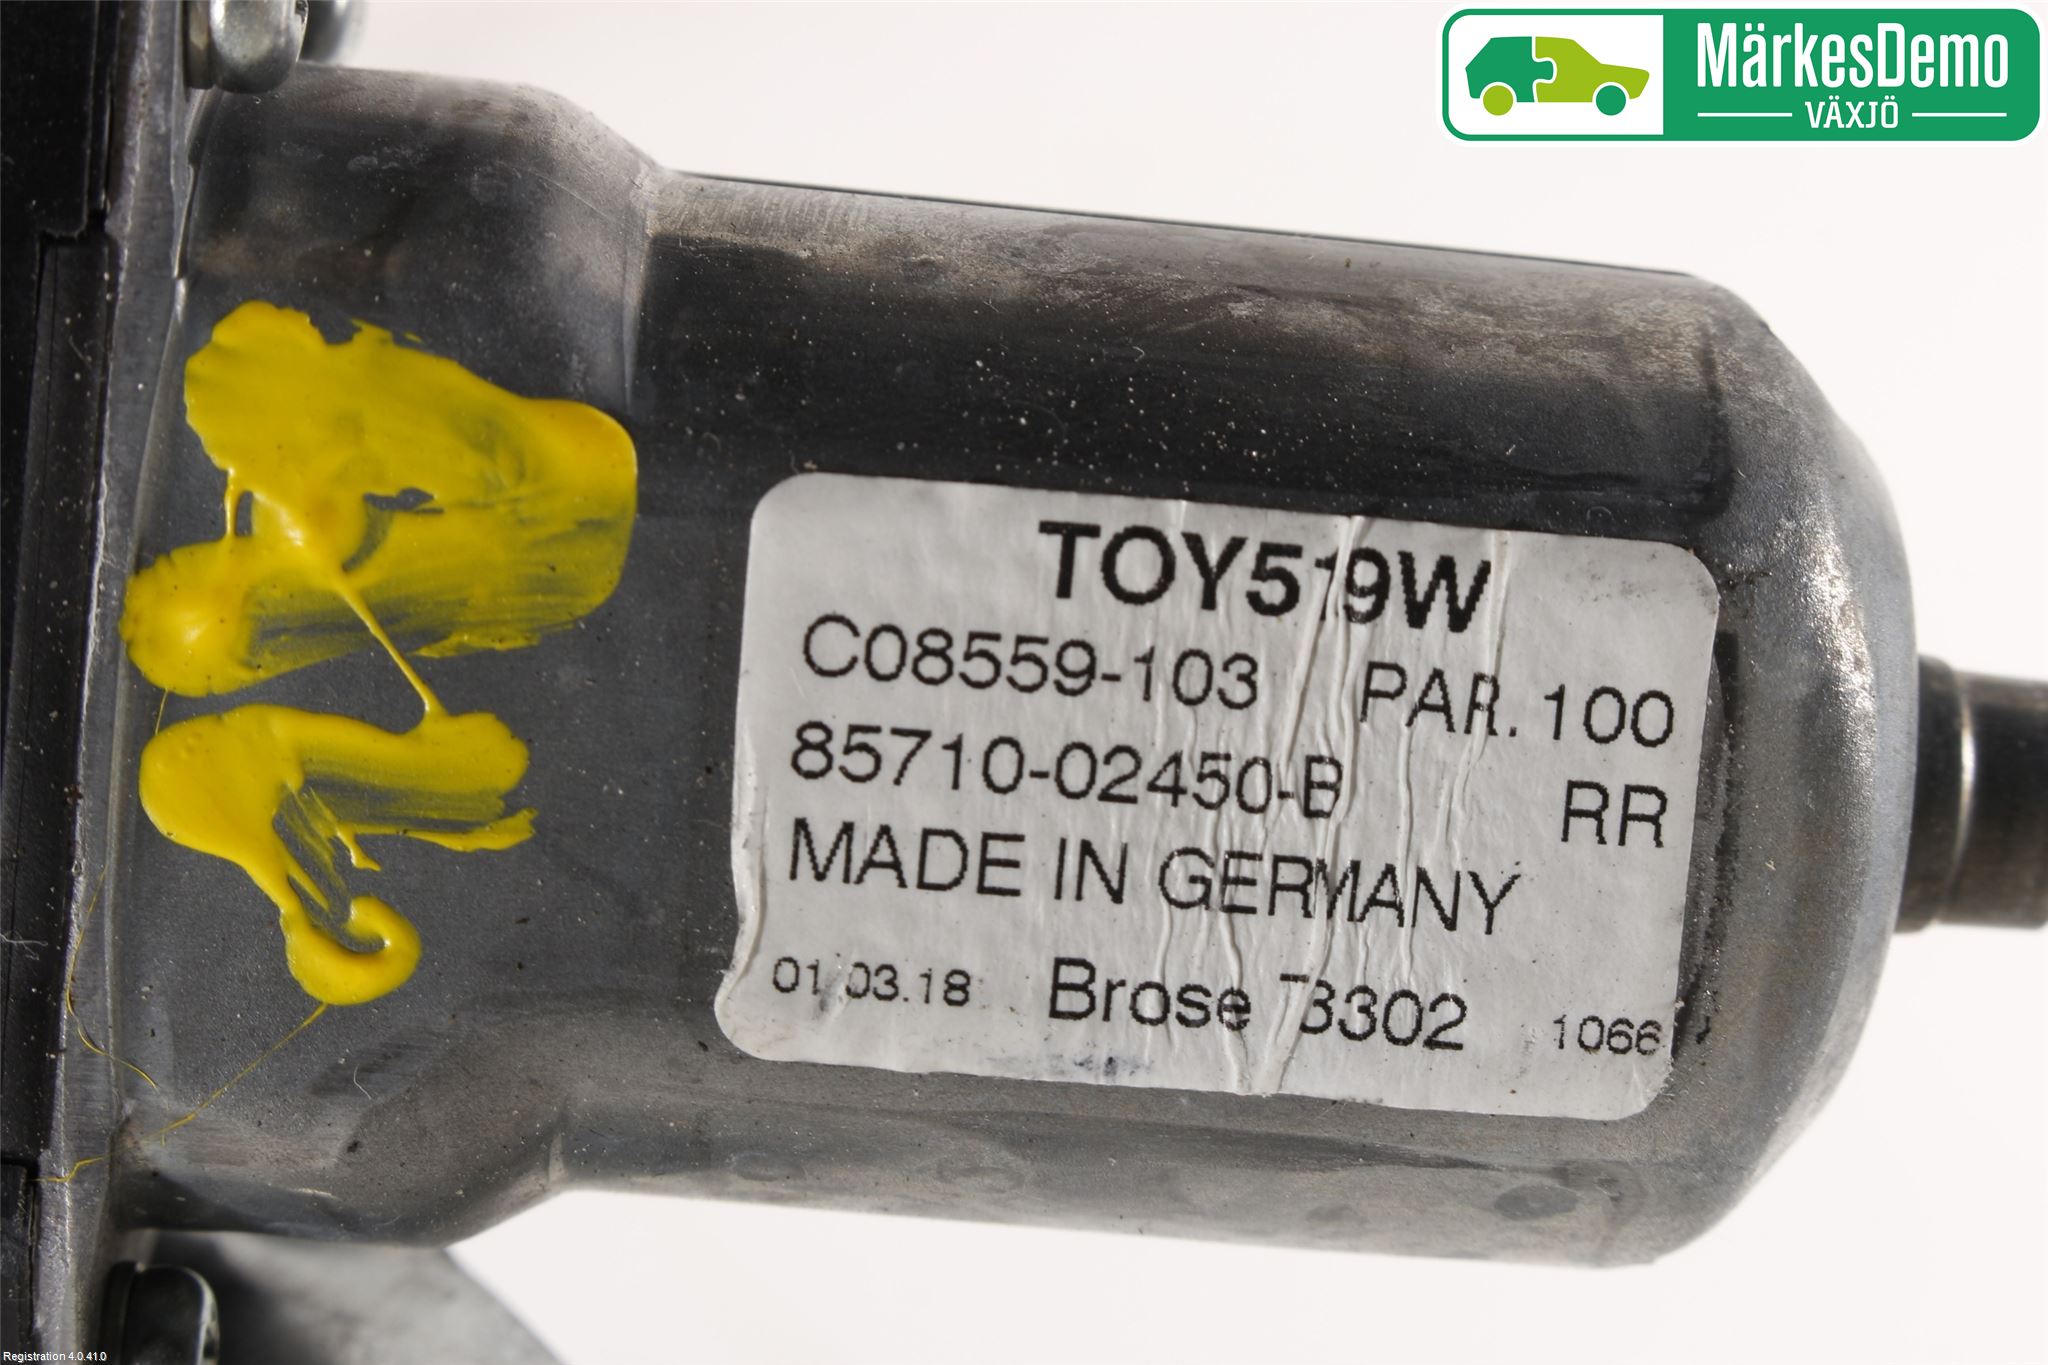 MärkesDemo
VÄXJÖ
TOY519W
C08559-103 PAR. 100
85710-02450-B RR
MADE IN GERMANY
01.03.18 Brose 3302 1066
Registration 4.0.41.0